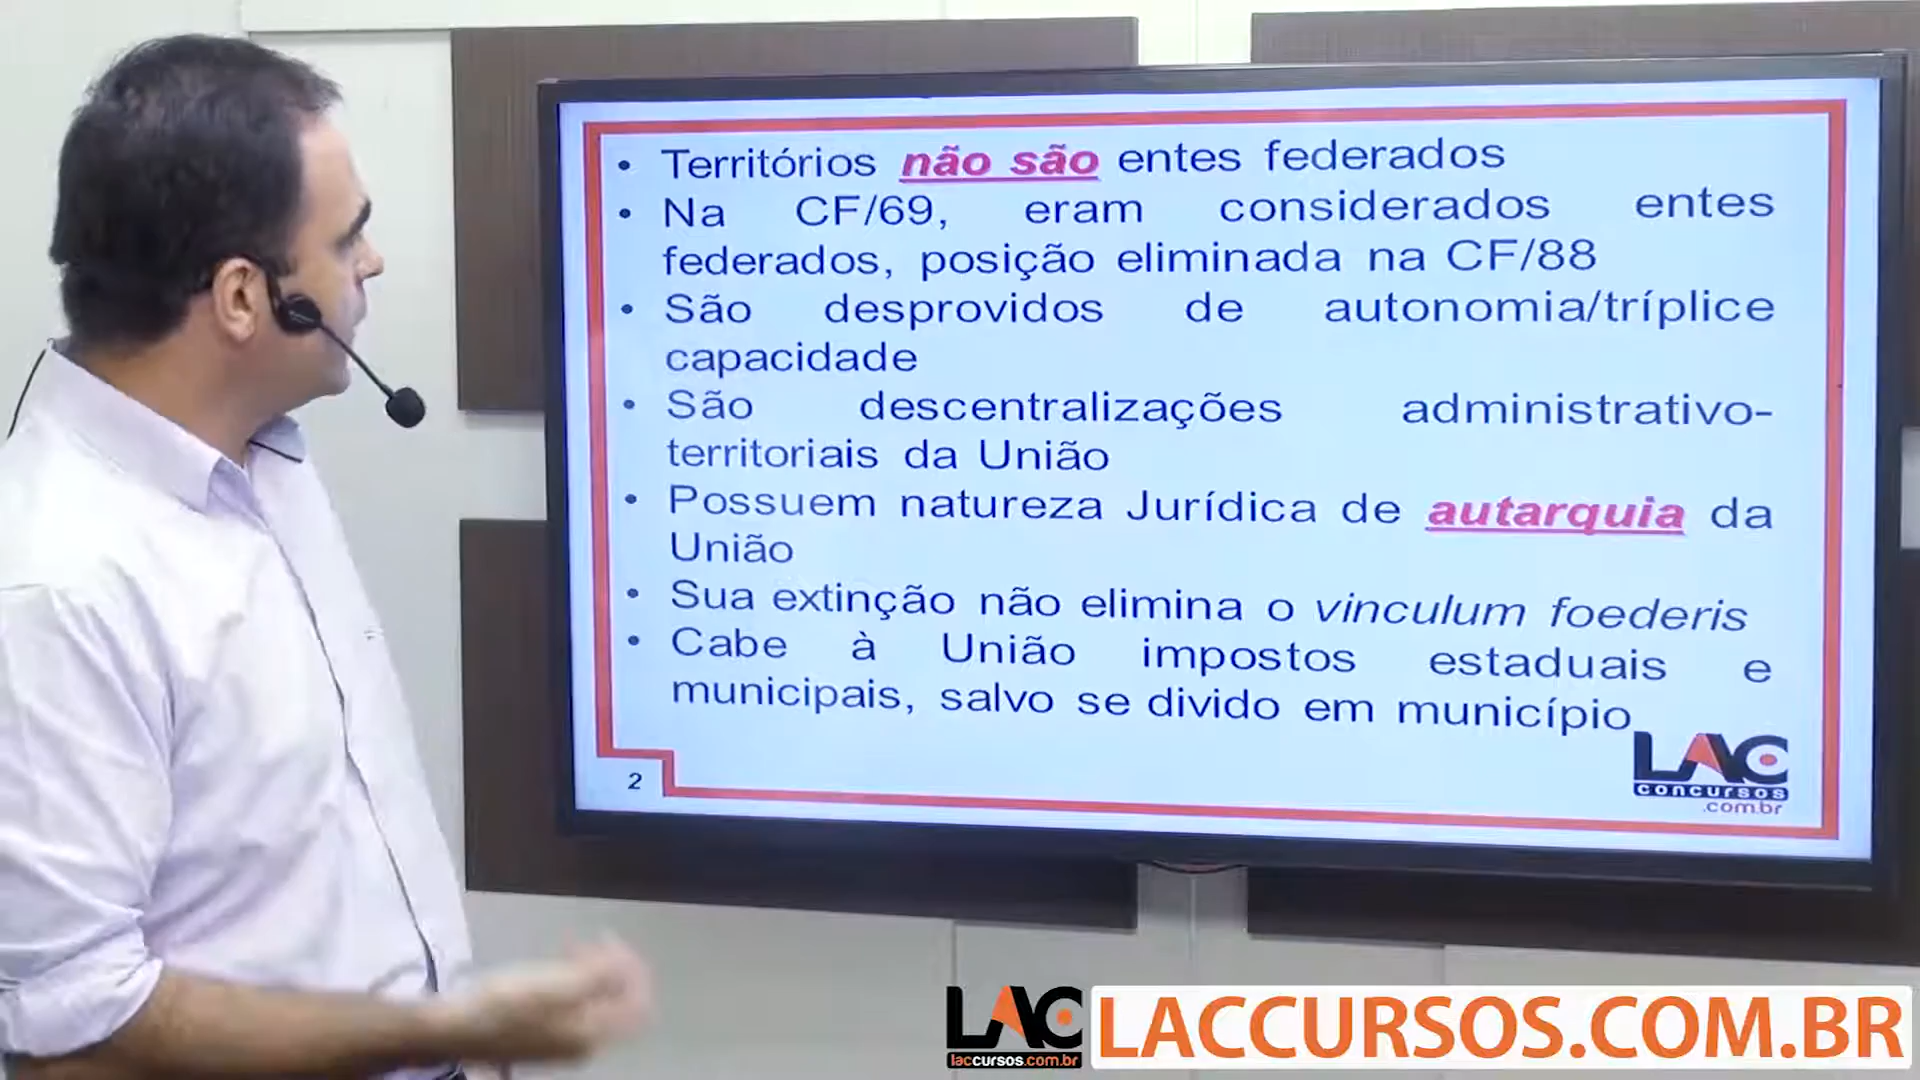 • Territórios não são entes federados
• Na CF/69, eram considerados entes
federados, posição eliminada na CF/88
• São desprovidos de autonomia/tríplice
capacidade
• São descentralizações administrativo-
territoriais da União
• Possuem natureza Jurídica de autarquia da
União
• Sua extinção não elimina o vinculum foederis
• Cabe à União impostos estaduais e
municipais, salvo se divido em município
2
LAC
concursos
.com.br
LAC
laccursos.com.br
LACCURSOS.COM.BR